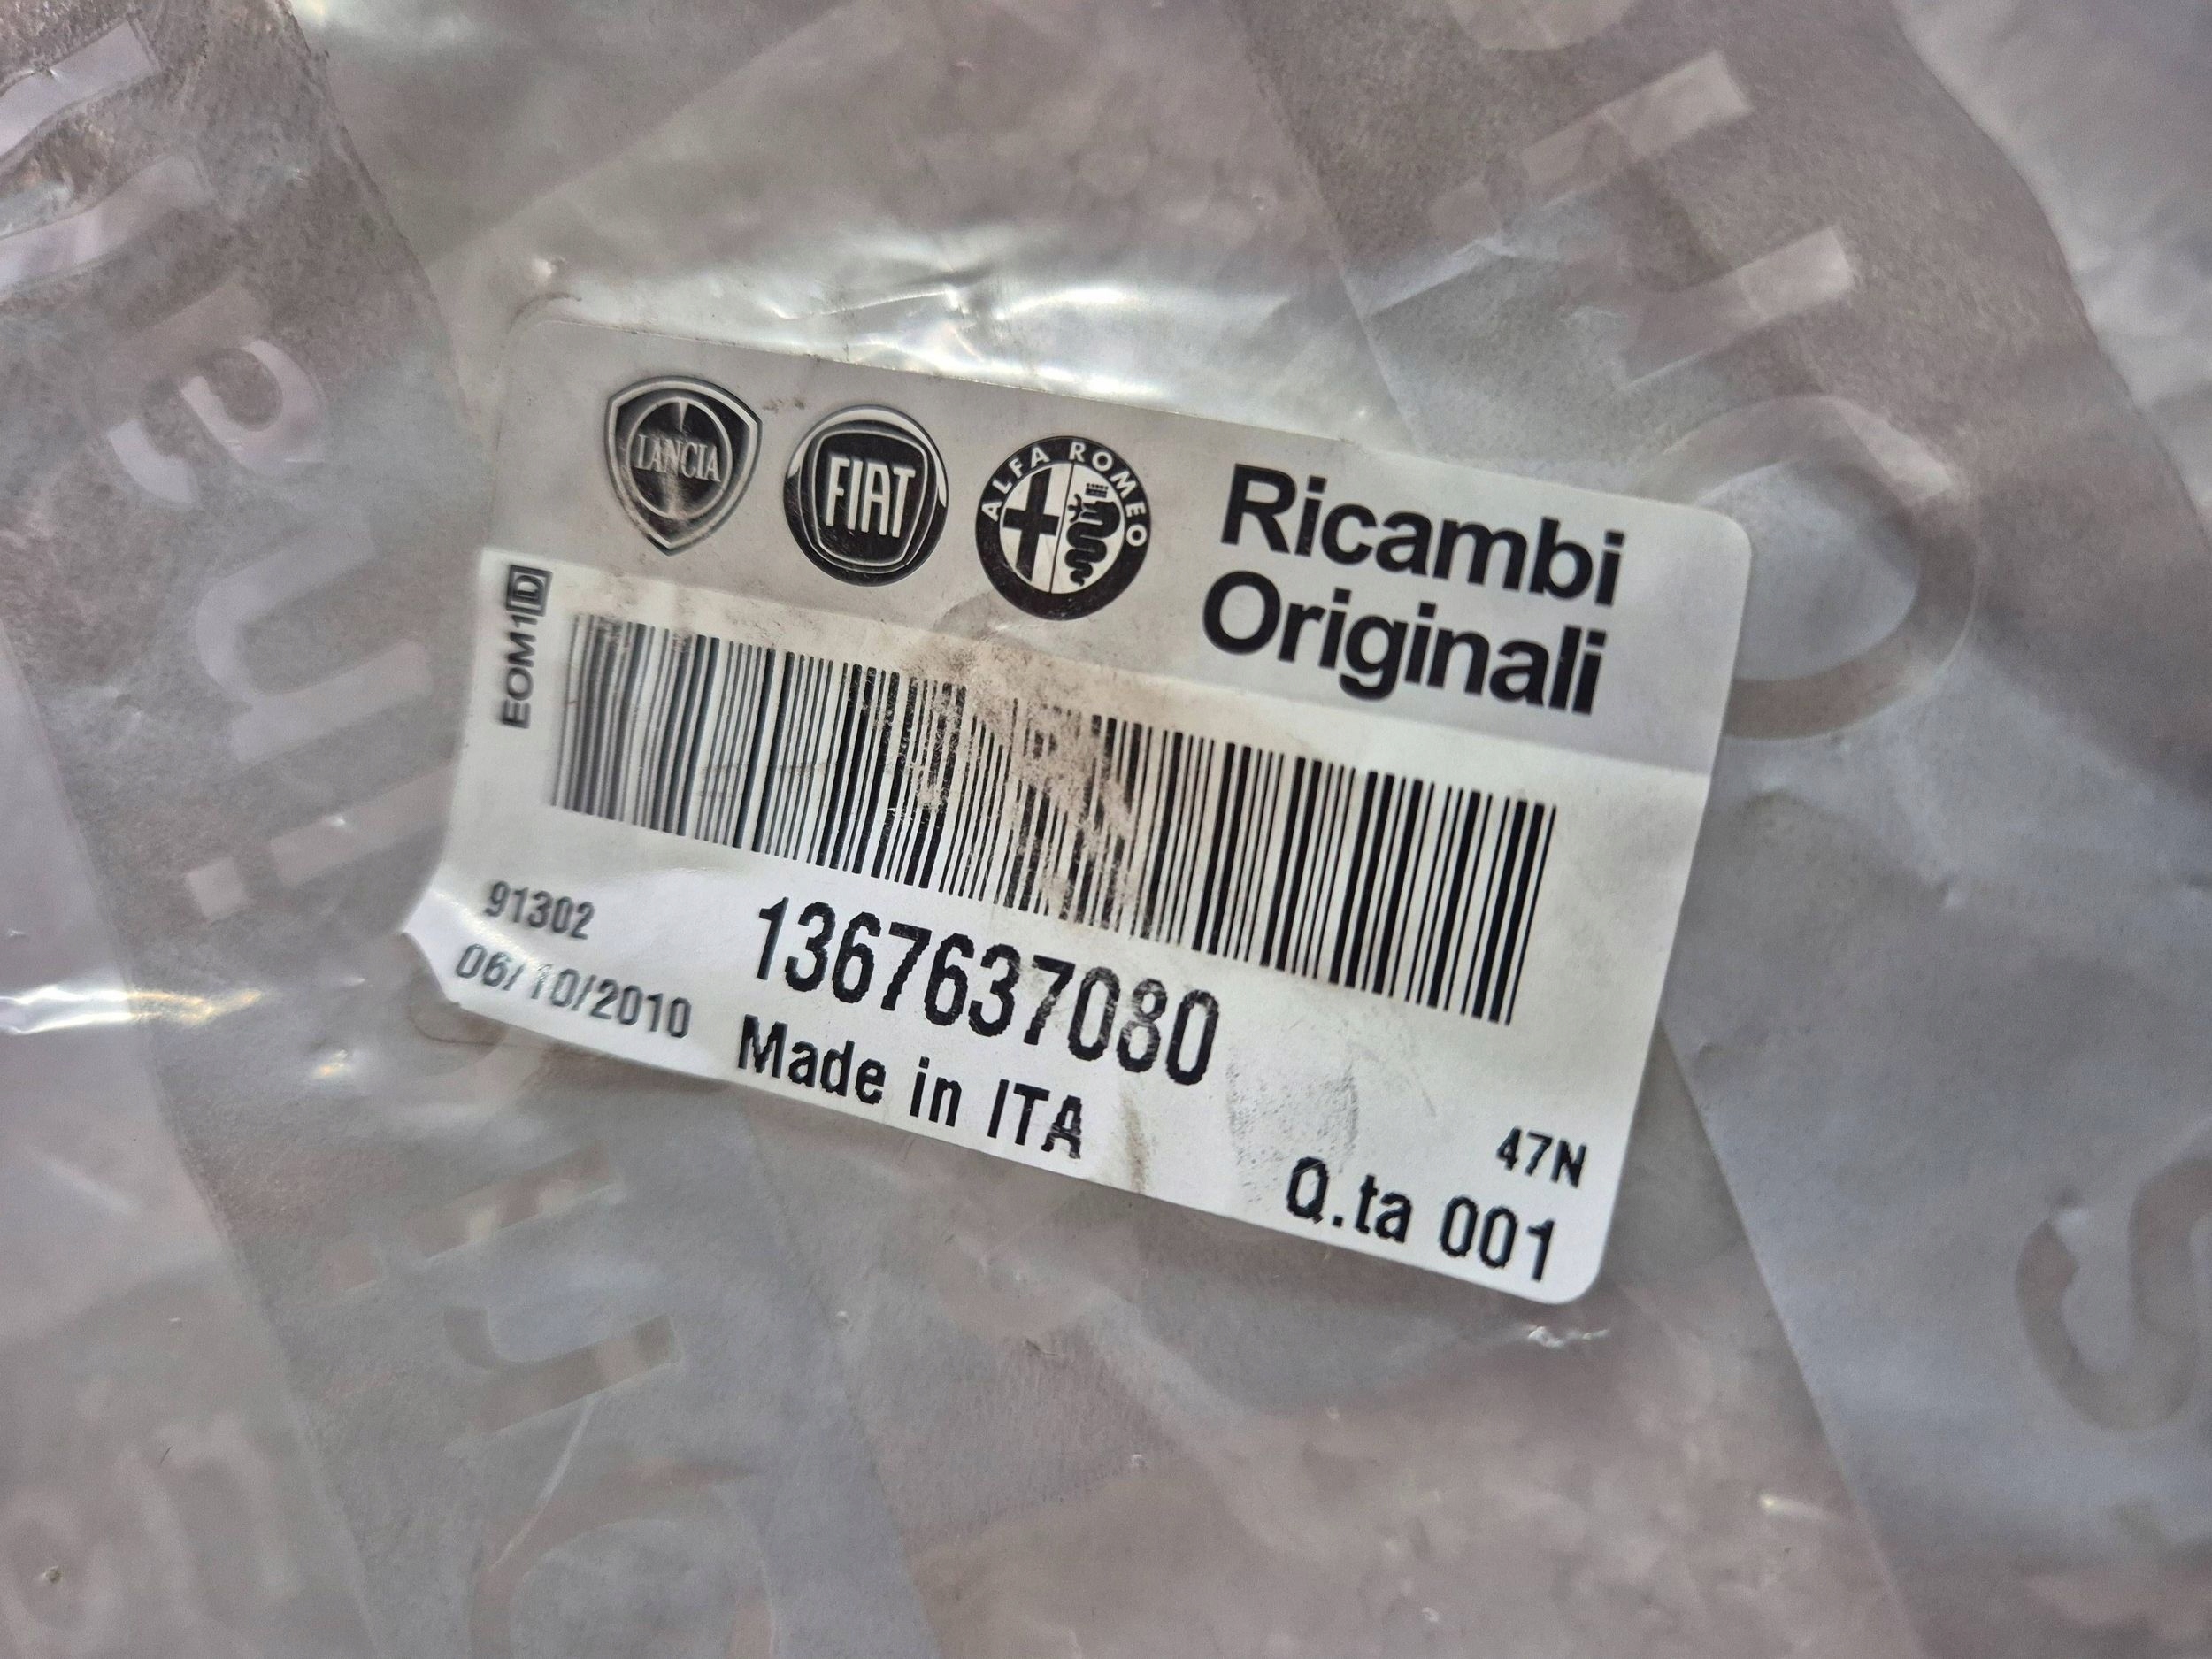 LANCIA
FIAT
ALFA ROMEO
Ricambi
Originali
EOM1D
91302
1367637080
06/10/2010
Made in ITA
47N
Q.ta 001